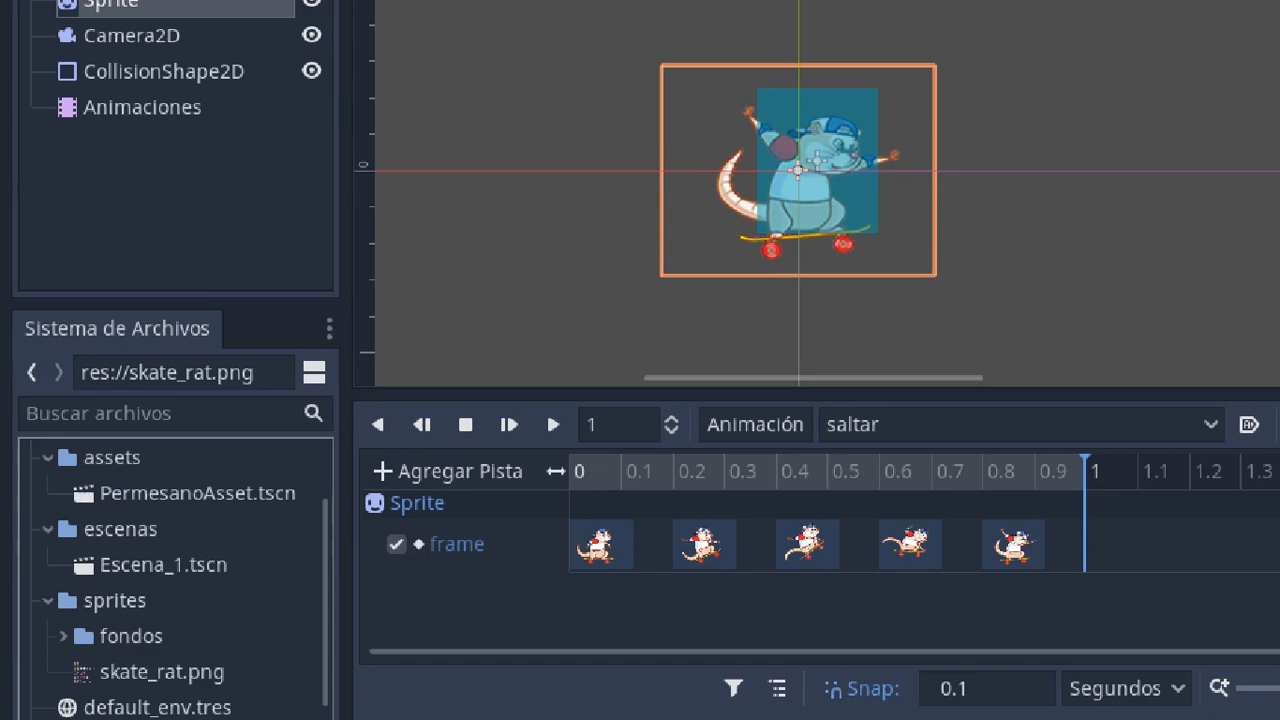 Sprite
Camera2D
CollisionShape2D
Animaciones
0
Sistema de Archivos
res://skate_rat.png
Buscar archivos
assets
PermesanoAsset.tscn
escenas
Escena_1.tscn
sprites
fondos
skate_rat.png
default_env.tres
1 Animación saltar
Agregar Pista 0 0.1 0.2 0.3 0.4 0.5 0.6 0.7 0.8 0.9 1 1.1 1.2 1.3
Sprite
frame
Snap: 0.1 Segundos